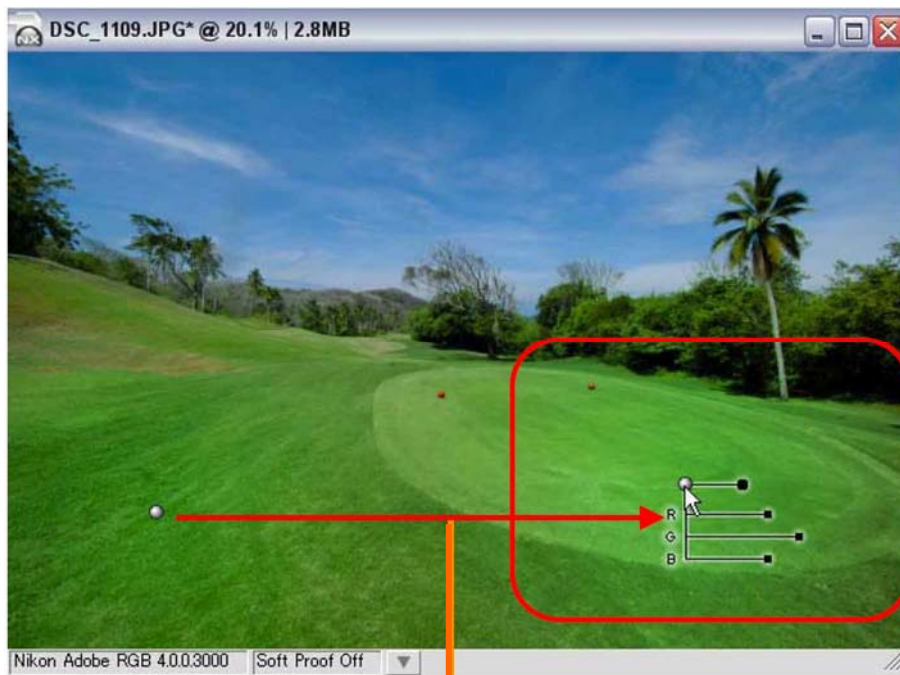 DSC_1109.JPG* @ 20.1% | 2.8MB
R
G
B
Nikon Adobe RGB 4.0.0.3000 Soft Proof Off